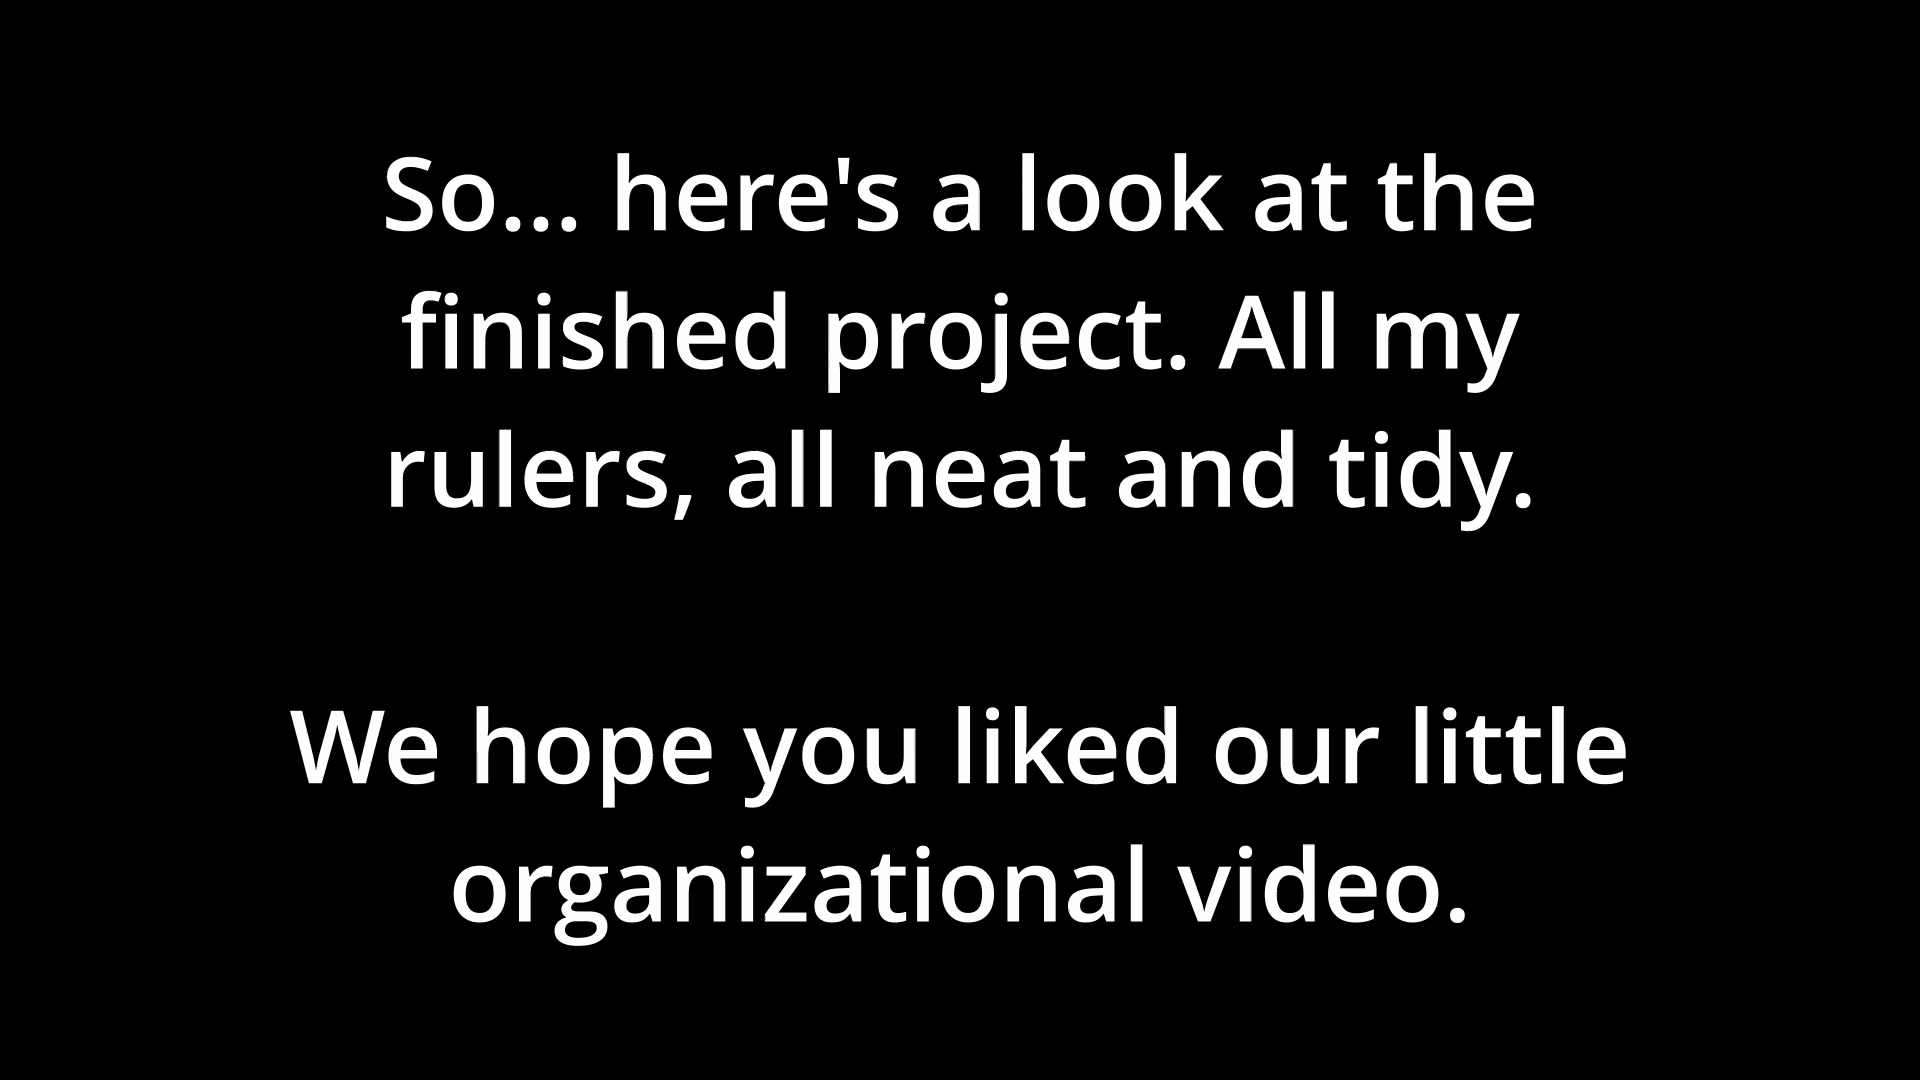 So... here's a look at the
finished project. All my
rulers, all neat and tidy.
We hope you liked our little
organizational video.